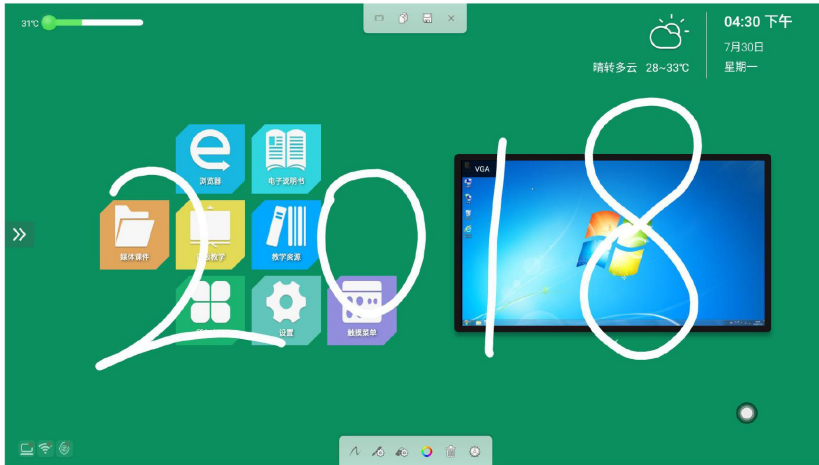 31℃
04:30 下午
7月30日
晴转多云 28~33℃
星期一
浏览器
电子说明书
VGA
媒体课件
教学
教学资源
设置
触摸菜单
2018